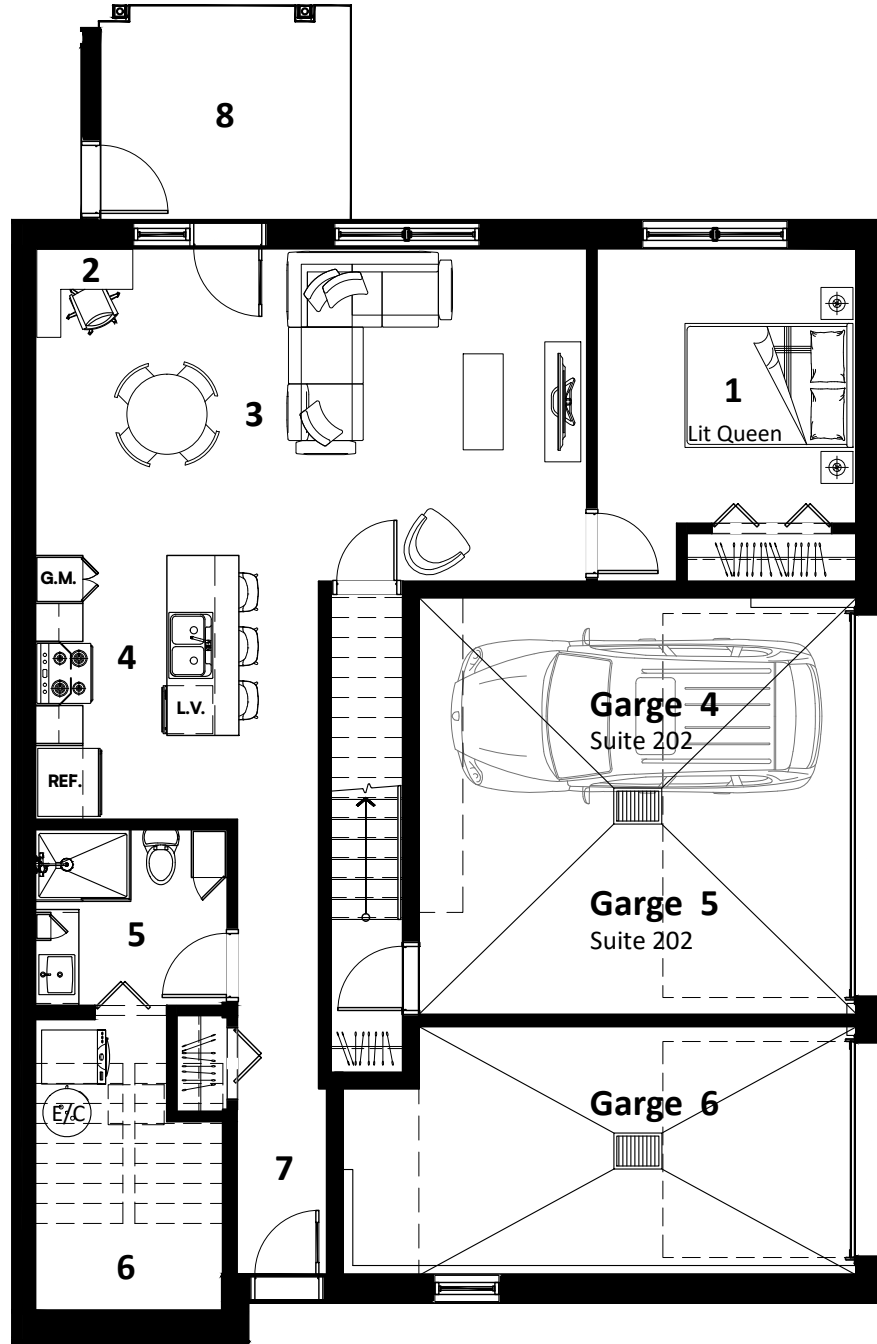 8
2
3
1
Lit Queen
G.M.
4
L.V.
REF.
Garge 4
Suite 202
Garge 5
Suite 202
5
E/C
Garge 6
7
6